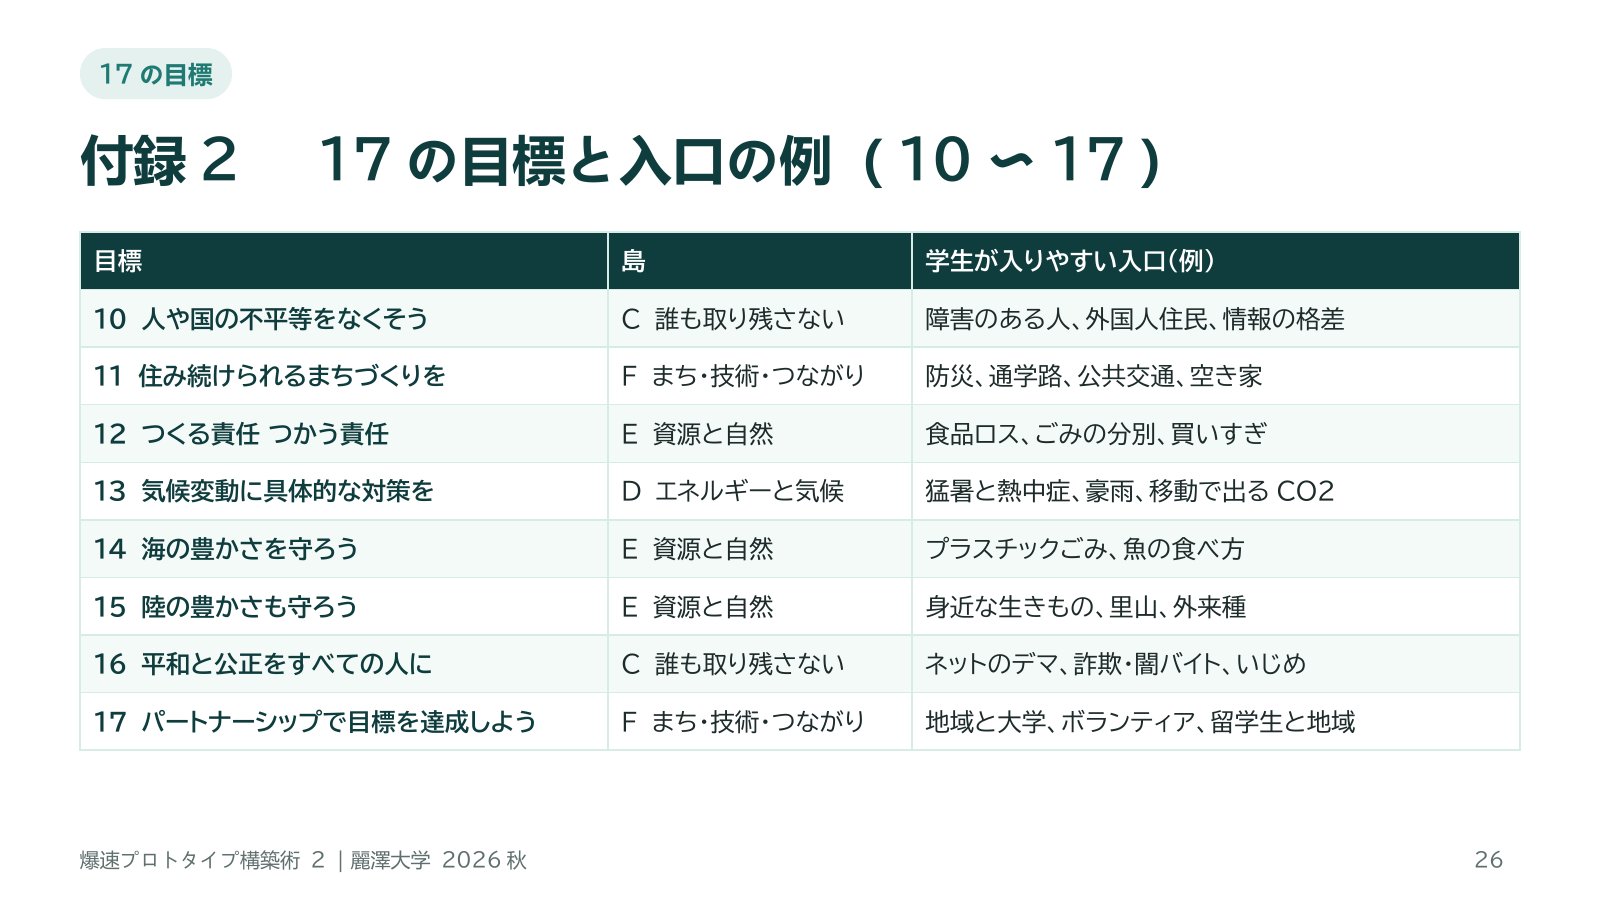 17 の目標
付録 2　17 の目標と入口の例（10 〜 17）
目標 島 学生が入りやすい入口（例）
10 人や国の不平等をなくそう C 誰も取り残さない 障害のある人、外国人住民、情報の格差
11 住み続けられるまちづくりを F まち・技術・つながり 防災、通学路、公共交通、空き家
12 つくる責任 つかう責任 E 資源と自然 食品ロス、ごみの分別、買いすぎ
13 気候変動に具体的な対策を D エネルギーと気候 猛暑と熱中症、豪雨、移動で出る CO2
14 海の豊かさを守ろう E 資源と自然 プラスチックごみ、魚の食べ方
15 陸の豊かさも守ろう E 資源と自然 身近な生きもの、里山、外来種
16 平和と公正をすべての人に C 誰も取り残さない ネットのデマ、詐欺・闇バイト、いじめ
17 パートナーシップで目標を達成しよう F まち・技術・つながり 地域と大学、ボランティア、留学生と地域
爆速プロトタイプ構築術 2 | 麗澤大学 2026 秋 26